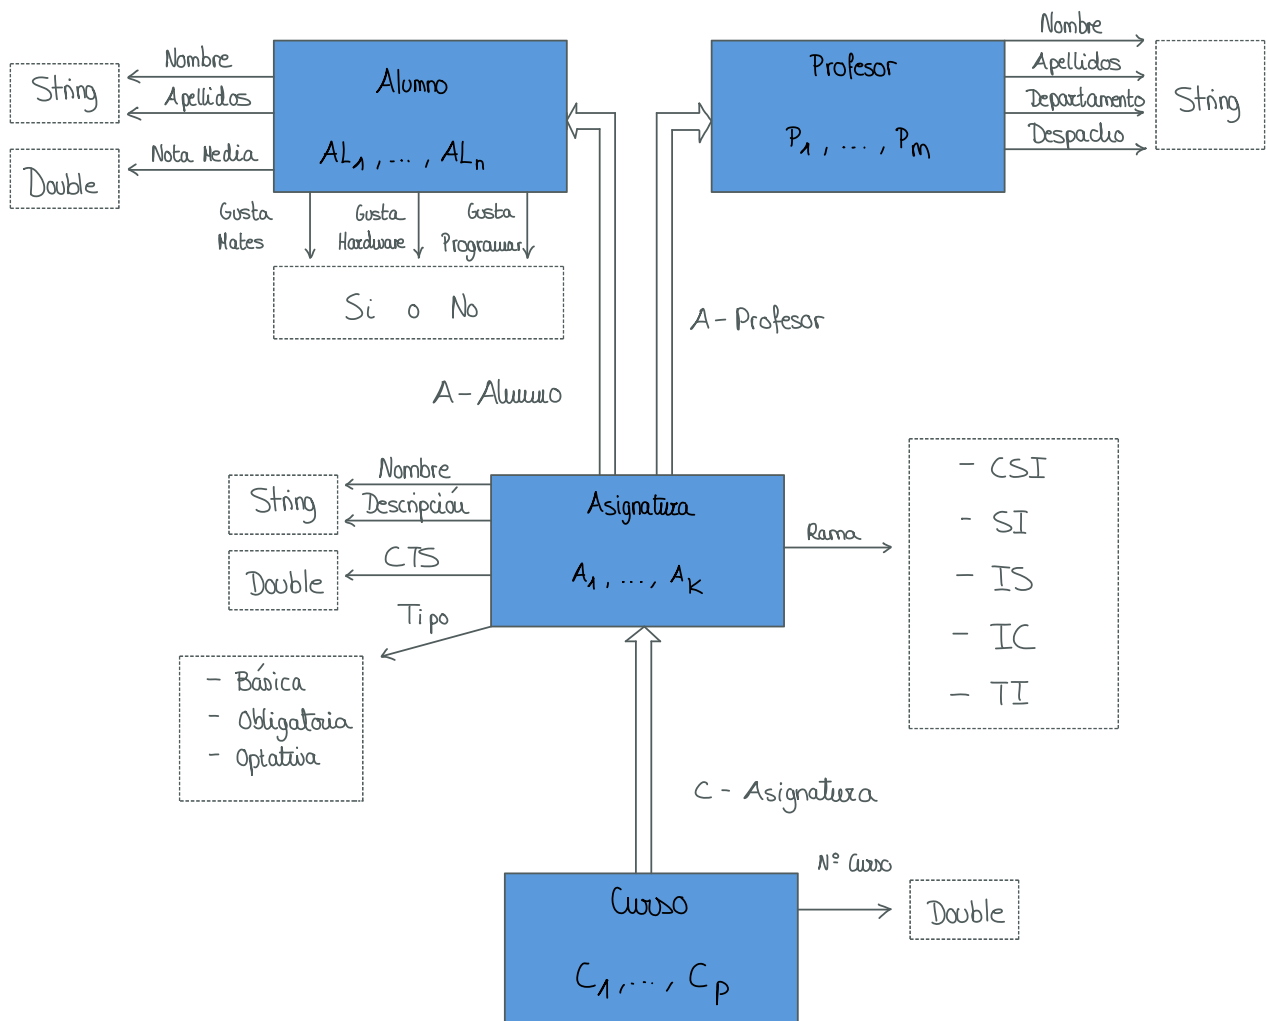 Nombre
Apellidos
String
Nota Media
Double
Alumno
AL1, ..., ALn
Gusta
Mates
Gusta
Hardware
Gusta
Programar
Si o No
Profesor
P1, ..., Pm
Nombre
Apellidos
Departamento
Despacho
String
A - Profesor
A - Alumno
Nombre
Descripción
String
CTS
Double
Tipo
- Básica
- Obligatoria
- Optativa
Asignatura
A1, ..., AK
Rama
- CSI
- SI
- IS
- IC
- TI
C - Asignatura
Curso
C1, ..., Cp
Nº Curso
Double